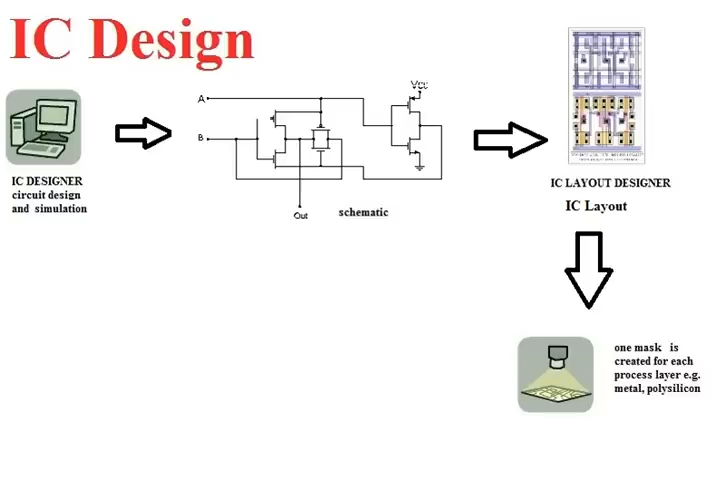 IC Design
A
B
Vcc
Out
schematic
IC DESIGNER
circuit design
and simulation
IC LAYOUT DESIGNER
IC Layout
one mask is
created for each
process layer e.g.
metal, polysilicon